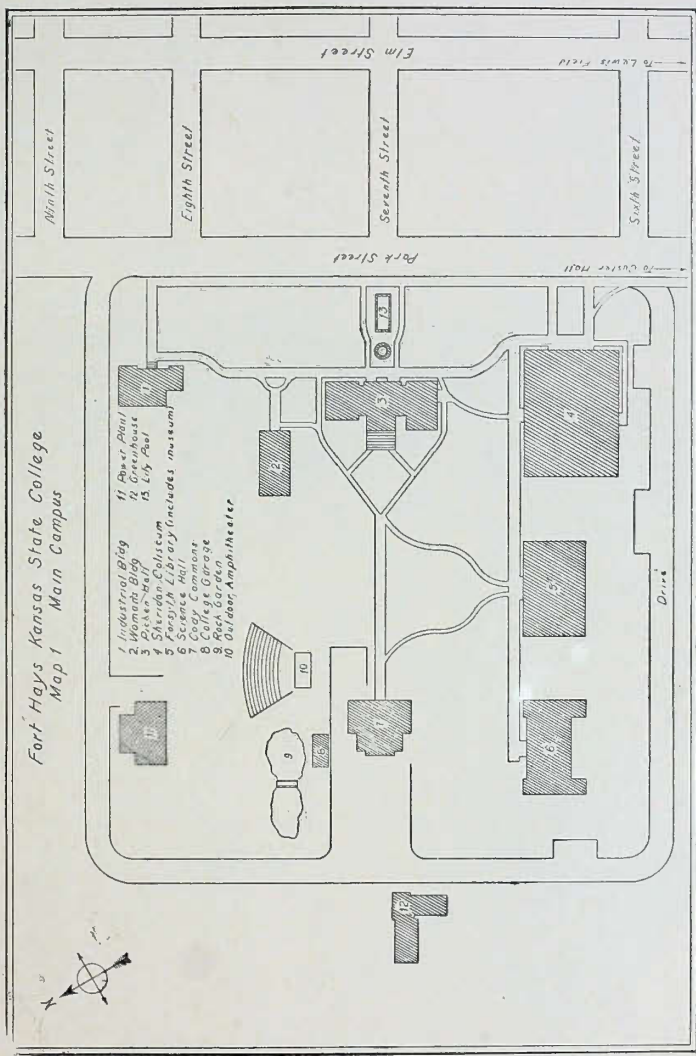 Fort Hays Kansas State College
Map 1 Main Campus
1 Industrial Bldg
2 Woman's Bldg
3 Picken Hall
4 Sheridan Coliseum
5 Forsyth Library (includes museum)
6 Science Hall
7 Cody Commons
8 College Garage
9 Rock Garden
10 Outdoor Amphitheater
11 Power Plant
12 Greenhouse
13 Lily Pool
Ninth Street
Eighth Street
Seventh Street
Sixth Street
Elm Street
To Lewis Field
Park Street
To Custer Hall
Drive
N
1
2
3
4
5
6
7
8
9
10
11
12
13